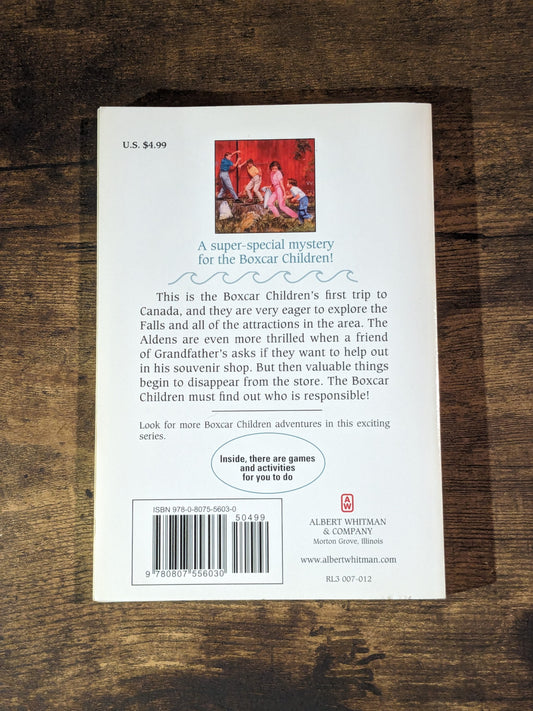 U.S. $4.99
A super-special mystery
for the Boxcar Children!
This is the Boxcar Children's first trip to
Canada, and they are very eager to explore the
Falls and all of the attractions in the area. The
Aldens are even more thrilled when a friend
of Grandfather's asks if they want to help out
in his souvenir shop. But then valuable things
begin to disappear from the store. The Boxcar
Children must find out who is responsible!
Look for more Boxcar Children adventures in this exciting
series.
Inside, there are games
and activities
for you to do
ISBN 978-0-8075-5603-0
50499
9 780807 556030
AW
ALBERT WHITMAN
& COMPANY
Morton Grove, Illinois
www.albertwhitman.com
RL3 007-012